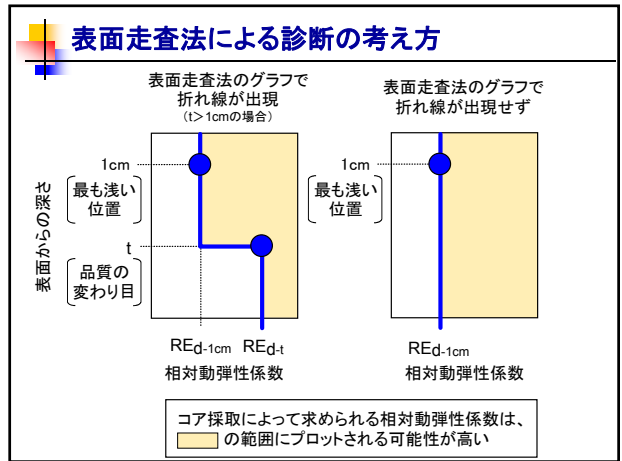 表面走査法による診断の考え方
表面走査法のグラフで
折れ線が出現
(t>1cmの場合)
表面からの深さ
1cm
最も浅い
位置
t
品質の
変わり目
REd-1cm REd-t
相対動弾性係数
表面走査法のグラフで
折れ線が出現せず
1cm
最も浅い
位置
REd-1cm
相対動弾性係数
コア採取によって求められる相対動弾性係数は、
の範囲にプロットされる可能性が高い